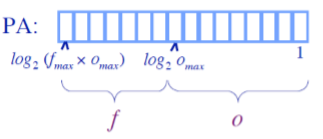 PA:
log₂ (fₘₐₓ × oₘₐₓ) log₂ oₘₐₓ 1
f o